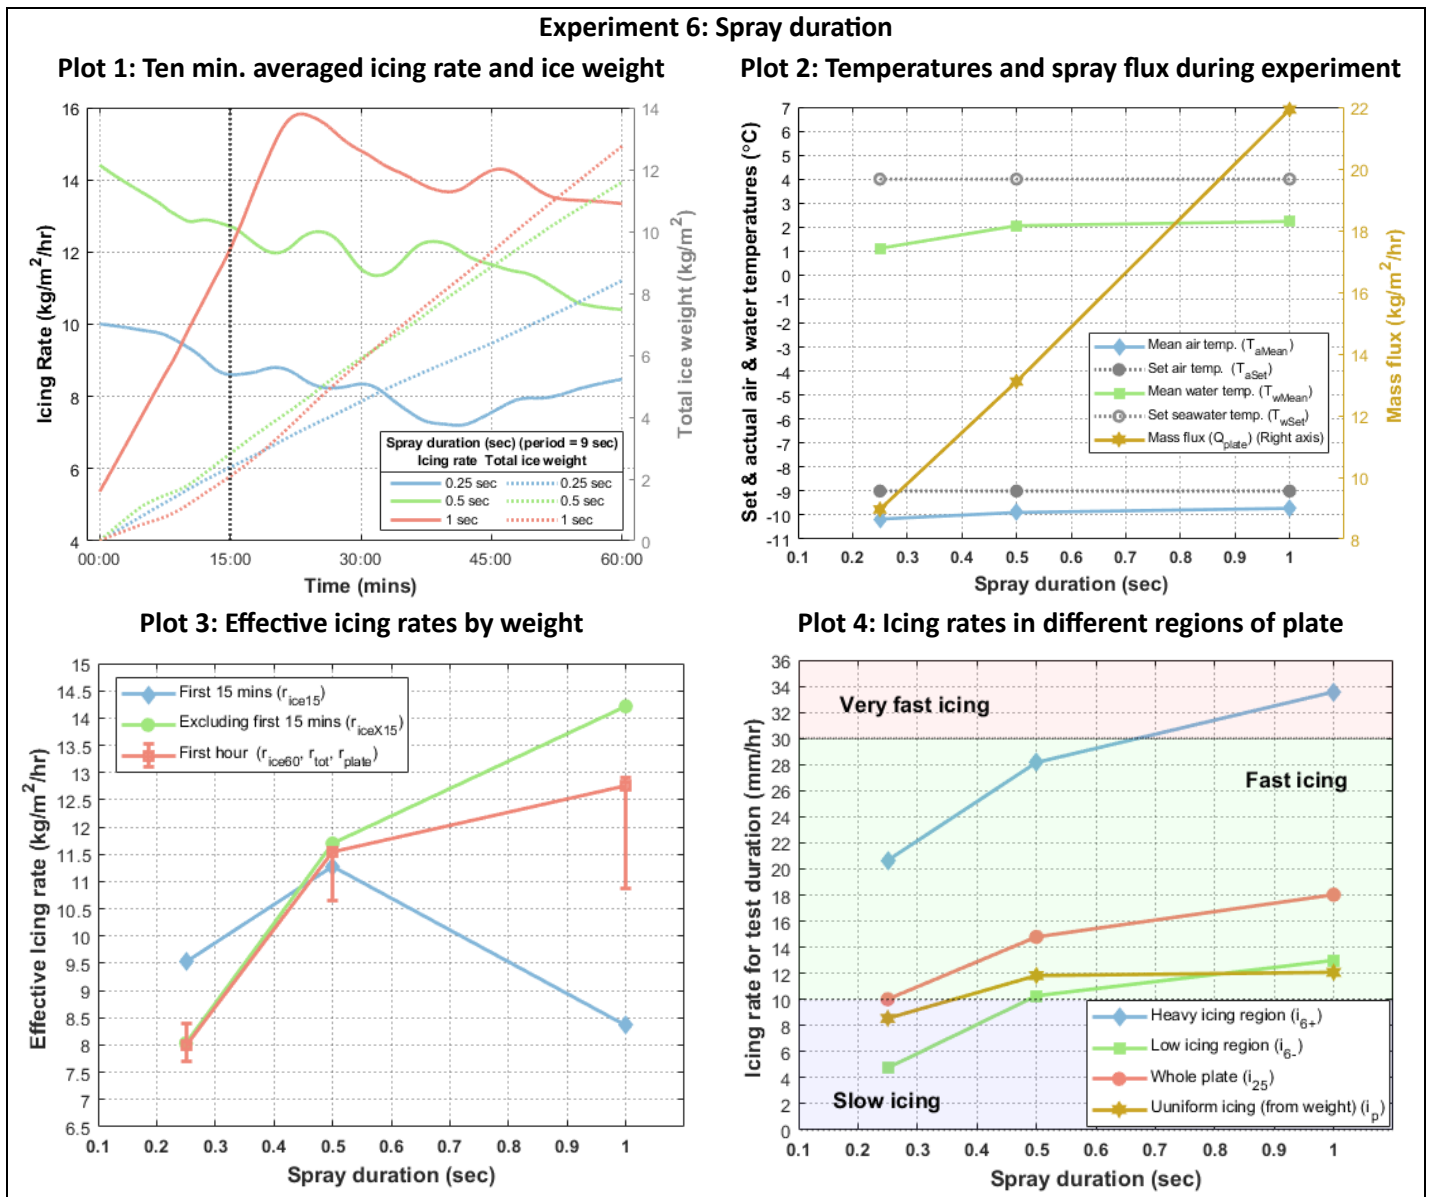 Experiment 6: Spray duration
Plot 1: Ten min. averaged icing rate and ice weight
16
14
12
10
8
6
4
Icing Rate (kg/m²/hr)
14
12
10
8
6
4
2
0
Total ice weight (kg/m²)
Spray duration (sec) (period = 9 sec)
Icing rate Total ice weight
0.25 sec 0.25 sec
0.5 sec 0.5 sec
1 sec 1 sec
00:00 15:00 30:00 45:00 60:00
Time (mins)
Plot 2: Temperatures and spray flux during experiment
7
6
5
4
3
2
1
0
-1
-2
-3
-4
-5
-6
-7
-8
-9
-10
-11
Set & actual air & water temperatures (°C)
22
20
18
16
14
12
10
8
Mass flux (kg/m²/hr)
Mean air temp. (TaMean)
Set air temp. (TaSet)
Mean water temp. (TwMean)
Set seawater temp. (TwSet)
Mass flux (Qplate) (Right axis)
0.1 0.2 0.3 0.4 0.5 0.6 0.7 0.8 0.9 1
Spray duration (sec)
Plot 3: Effective icing rates by weight
15
14.5
14
13.5
13
12.5
12
11.5
11
10.5
10
9.5
9
8.5
8
7.5
7
6.5
Effective Icing rate (kg/m²/hr)
First 15 mins (rice15)
Excluding first 15 mins (riceX15)
First hour (rice60, rtot, rplate)
0.1 0.2 0.3 0.4 0.5 0.6 0.7 0.8 0.9 1
Spray duration (sec)
Plot 4: Icing rates in different regions of plate
36
34
32
30
28
26
24
22
20
18
16
14
12
10
8
6
4
2
0
Icing rate for test duration (mm/hr)
Very fast icing
Fast icing
Slow icing
Heavy icing region (i6+)
Low icing region (i6-)
Whole plate (i25)
Uuniform icing (from weight) (ip)
0.1 0.2 0.3 0.4 0.5 0.6 0.7 0.8 0.9 1
Spray duration (sec)